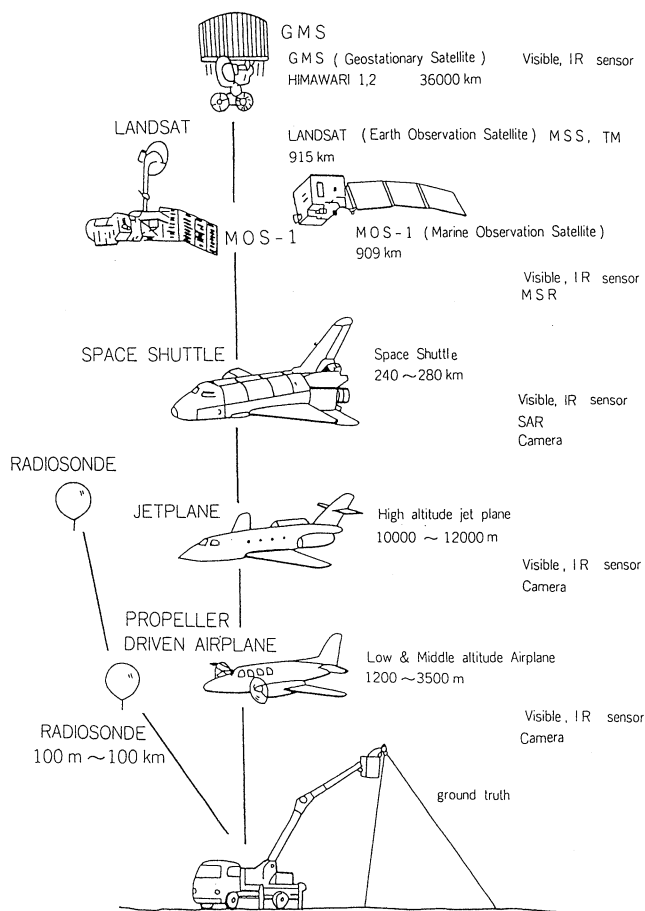 GMS
GMS (Geostationary Satellite) Visible, IR sensor
HIMAWARI 1,2 36000 km
LANDSAT
LANDSAT (Earth Observation Satellite) MSS, TM
915 km
MOS-1
MOS-1 (Marine Observation Satellite)
909 km
Visible, IR sensor
MSR
SPACE SHUTTLE
Space Shuttle
240 ~280 km
Visible, IR sensor
SAR
Camera
RADIOSONDE
JETPLANE
High altitude jet plane
10000 ~ 12000 m
Visible, IR sensor
Camera
PROPELLER
DRIVEN AIRPLANE
Low & Middle altitude Airplane
1200 ~3500 m
Visible, IR sensor
Camera
RADIOSONDE
100 m ~ 100 km
ground truth